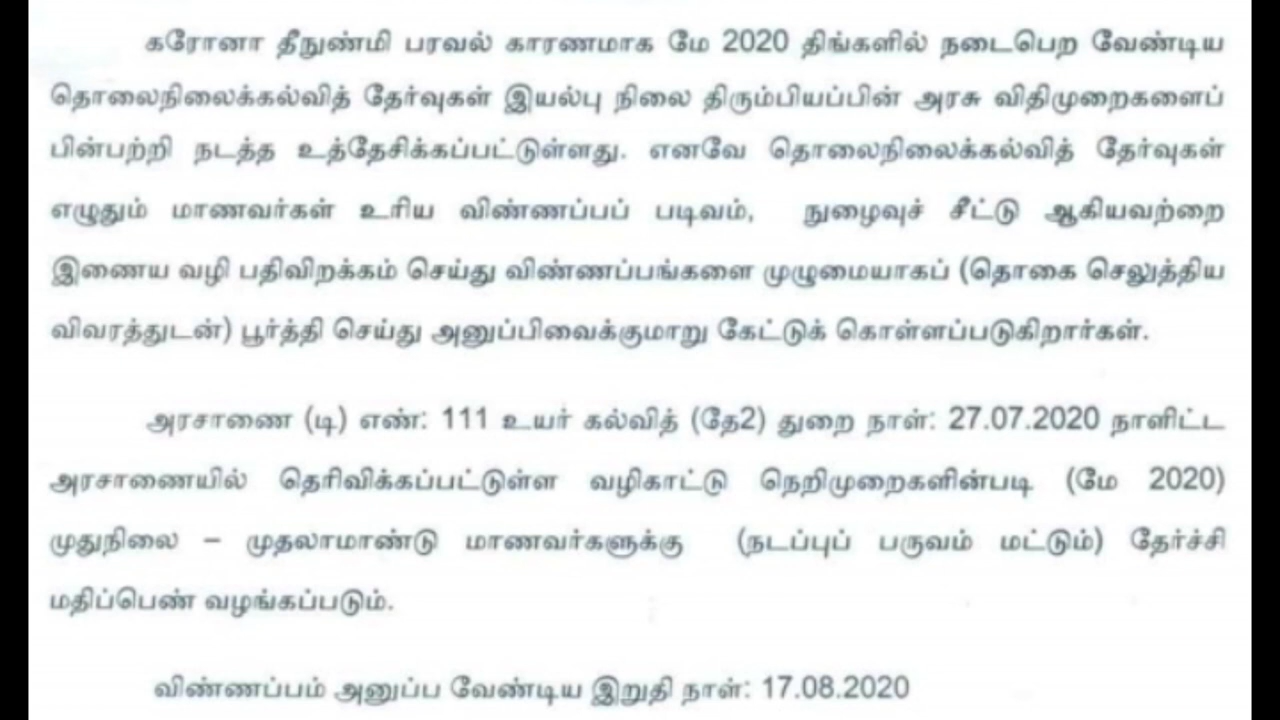 கரோனா தீநுண்மி பரவல் காரணமாக மே 2020 திங்களில் நடைபெற வேண்டிய
தொலைநிலைக்கல்வித் தேர்வுகள் இயல்பு நிலை திரும்பியப்பின் அரசு விதிமுறைகளைப்
பின்பற்றி நடத்த உத்தேசிக்கப்பட்டுள்ளது. எனவே தொலைநிலைக்கல்வித் தேர்வுகள்
எழுதும் மாணவர்கள் உரிய விண்ணப்பப் படிவம், நுழைவுச் சீட்டு ஆகியவற்றை
இணைய வழி பதிவிறக்கம் செய்து விண்ணப்பங்களை முழுமையாகப் (தொகை செலுத்திய
விவரத்துடன்) பூர்த்தி செய்து அனுப்பிவைக்குமாறு கேட்டுக் கொள்ளப்படுகிறார்கள்.
அரசாணை (டி) எண்: 111 உயர் கல்வித் (தே2) துறை நாள்: 27.07.2020 நாளிட்ட
அரசாணையில் தெரிவிக்கப்பட்டுள்ள வழிகாட்டு நெறிமுறைகளின்படி (மே 2020)
முதுநிலை – முதலாமாண்டு மாணவர்களுக்கு (நடப்புப் பருவம் மட்டும்) தேர்ச்சி
மதிப்பெண் வழங்கப்படும்.
விண்ணப்பம் அனுப்ப வேண்டிய இறுதி நாள்: 17.08.2020